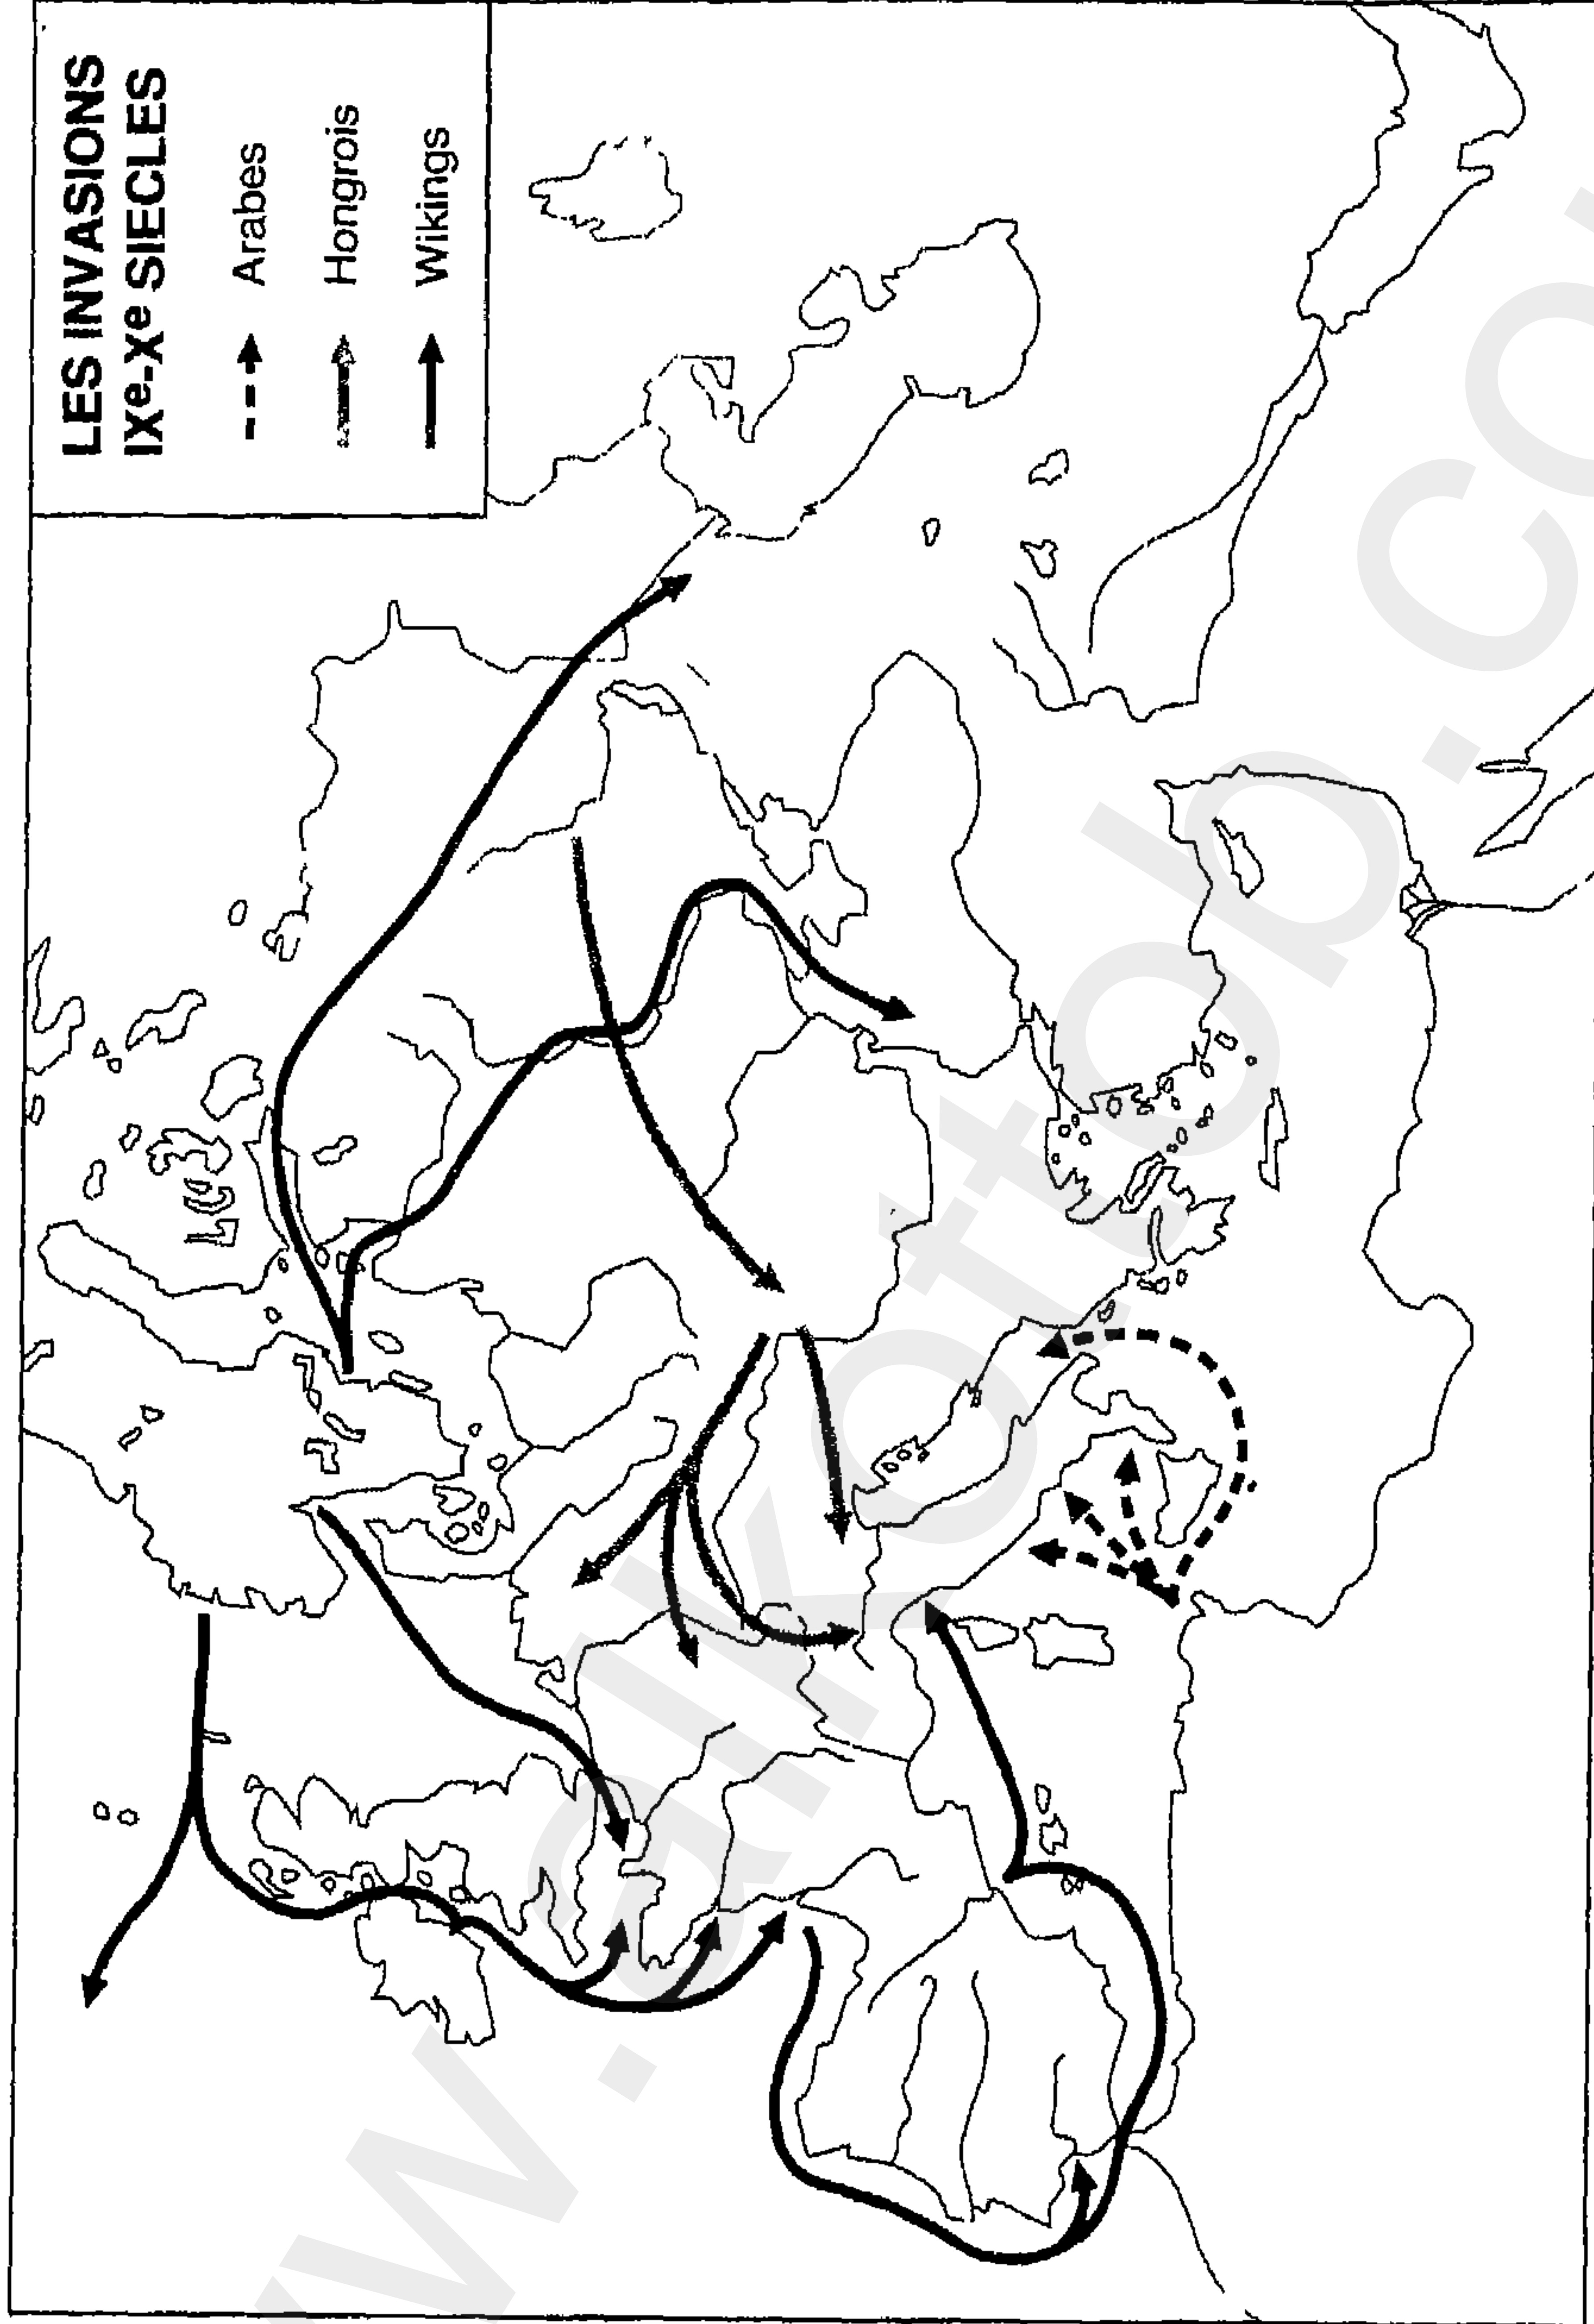 LES INVASIONS
IXe-Xe SIECLES
Arabes
Hongrois
Wikings